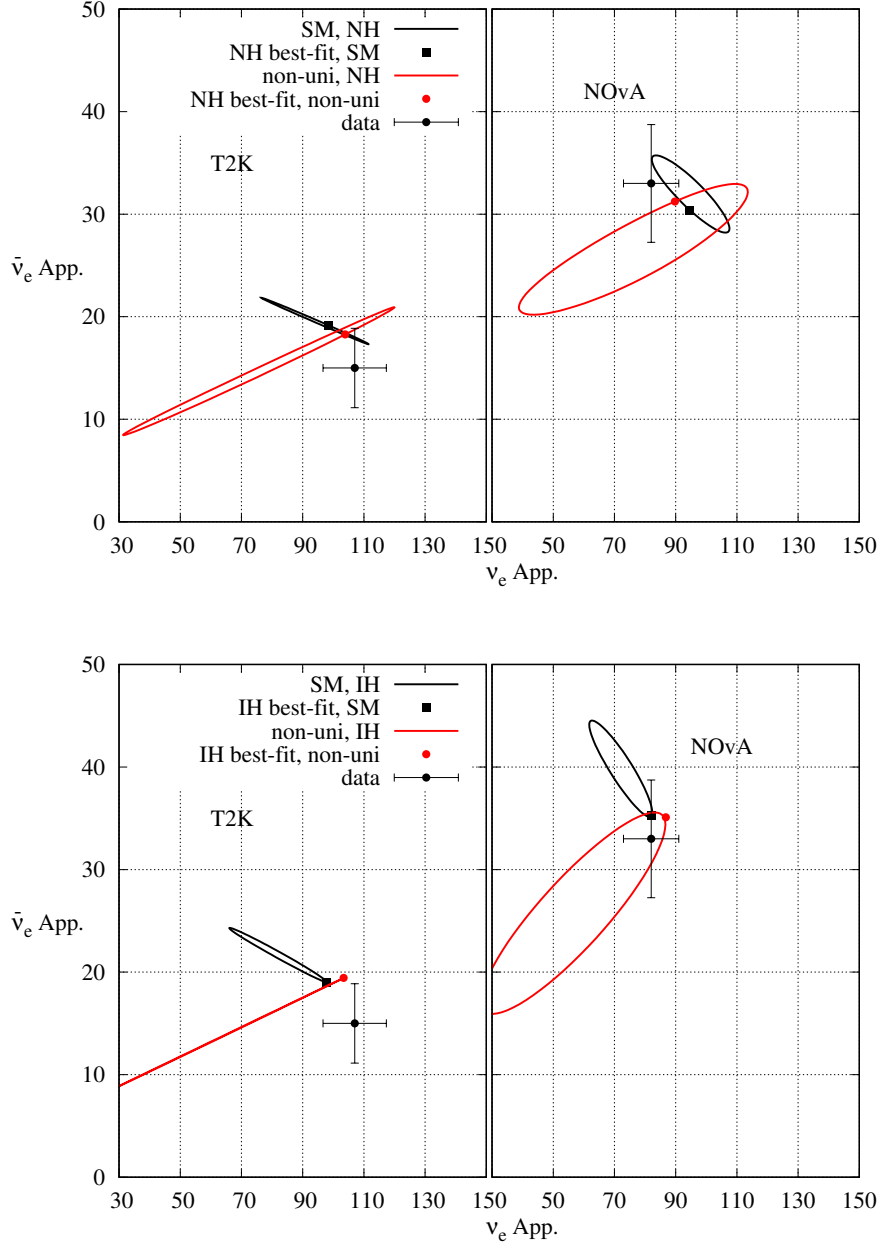 50
40
30
20
10
0
ν̄e App.
SM, NH
NH best-fit, SM
non-uni, NH
NH best-fit, non-uni
data
T2K
NOvA
30 50 70 90 110 130 150 50 70 90 110 130 150
νe App.
50
40
30
20
10
0
ν̄e App.
SM, IH
IH best-fit, SM
non-uni, IH
IH best-fit, non-uni
data
T2K
NOvA
30 50 70 90 110 130 150 50 70 90 110 130 150
νe App.